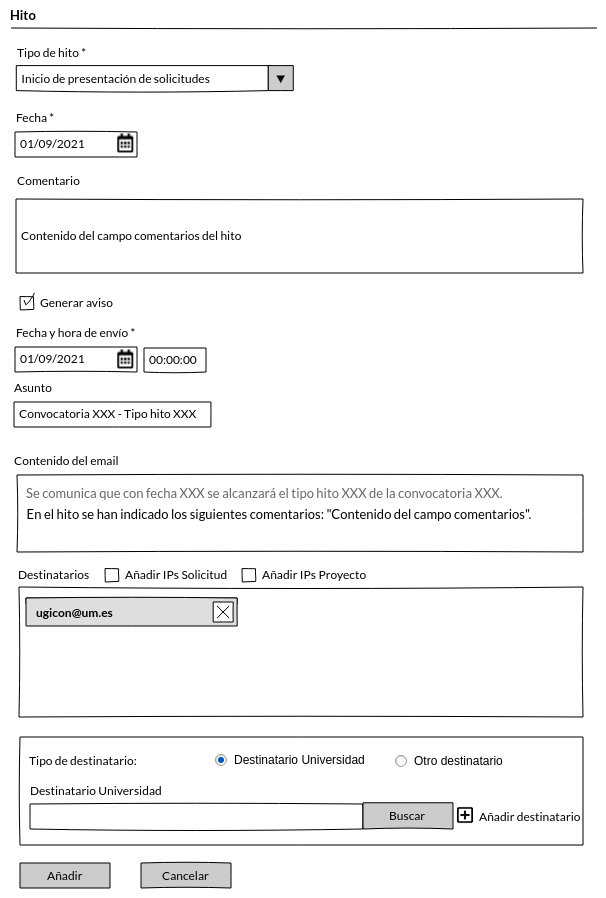 Hito
Tipo de hito *
Inicio de presentación de solicitudes
Fecha *
01/09/2021
Comentario
Contenido del campo comentarios del hito
Generar aviso
Fecha y hora de envío *
01/09/2021 00:00:00
Asunto
Convocatoria XXX - Tipo hito XXX
Contenido del email
Se comunica que con fecha XXX se alcanzará el tipo hito XXX de la convocatoria XXX.
En el hito se han indicado los siguientes comentarios: "Contenido del campo comentarios".
Destinatarios Añadir IPs Solicitud Añadir IPs Proyecto
ugicon@um.es
Tipo de destinatario: Destinatario Universidad Otro destinatario
Destinatario Universidad
Buscar Añadir destinatario
Añadir Cancelar